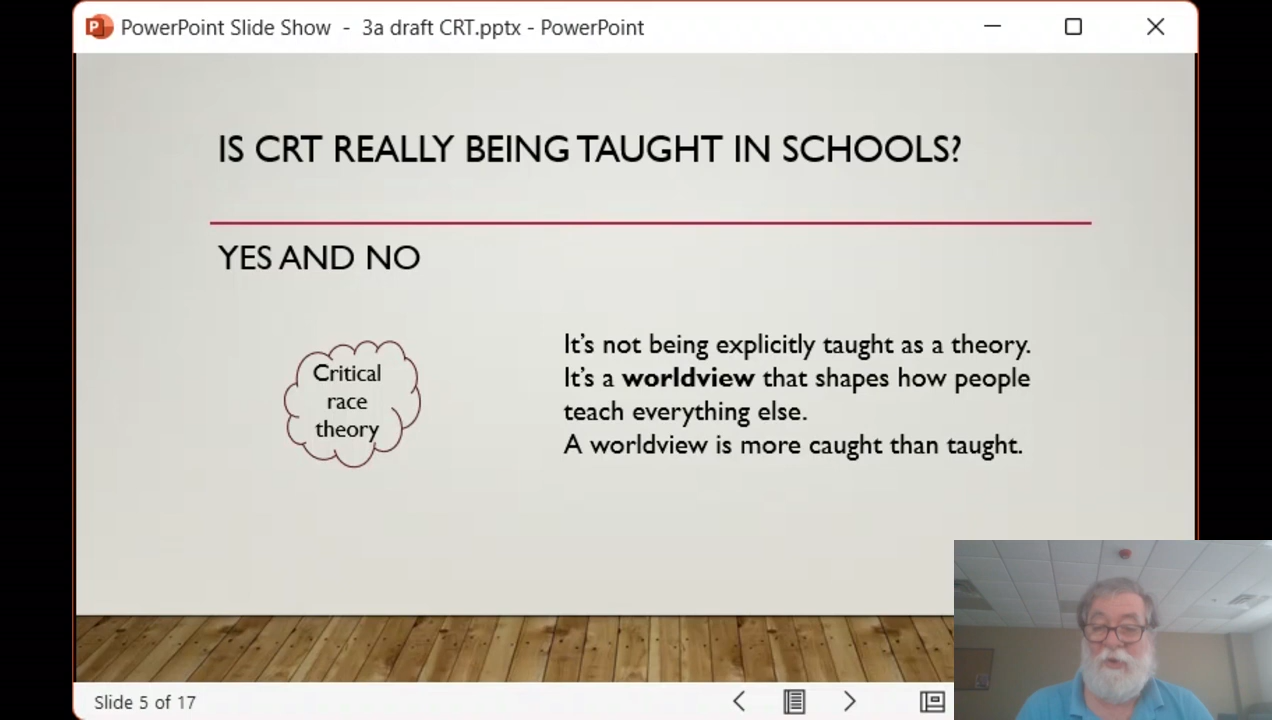 PowerPoint Slide Show - 3a draft CRT.pptx - PowerPoint
IS CRT REALLY BEING TAUGHT IN SCHOOLS?
YES AND NO
Critical
race
theory
It's not being explicitly taught as a theory.
It's a worldview that shapes how people
teach everything else.
A worldview is more caught than taught.
Slide 5 of 17